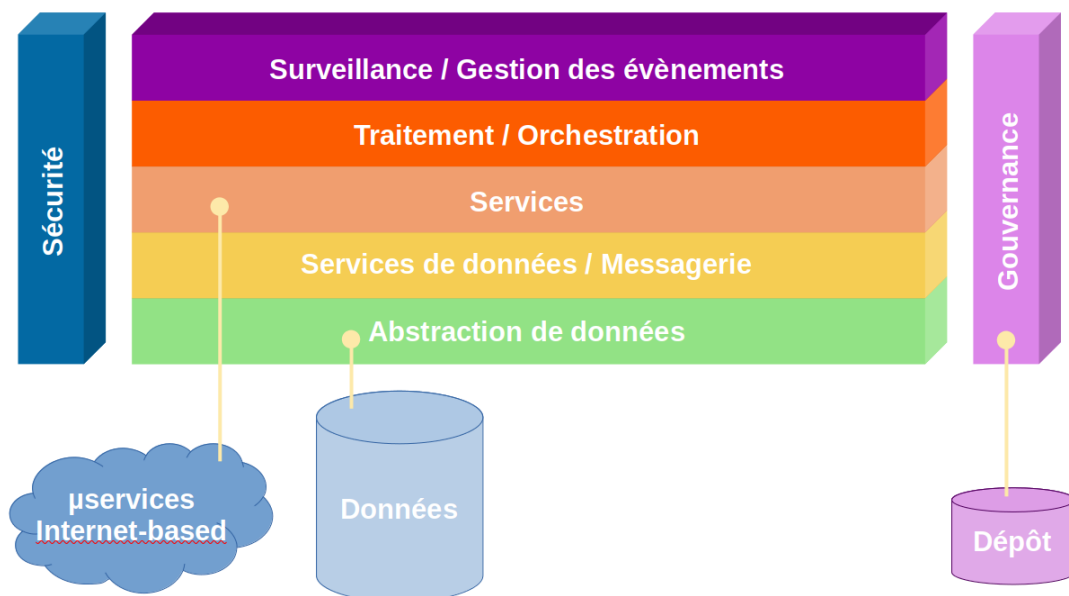 Surveillance / Gestion des évènements
Traitement / Orchestration
Services
Services de données / Messagerie
Abstraction de données
Sécurité
Gouvernance
µservices
Internet-based
Données
Dépôt